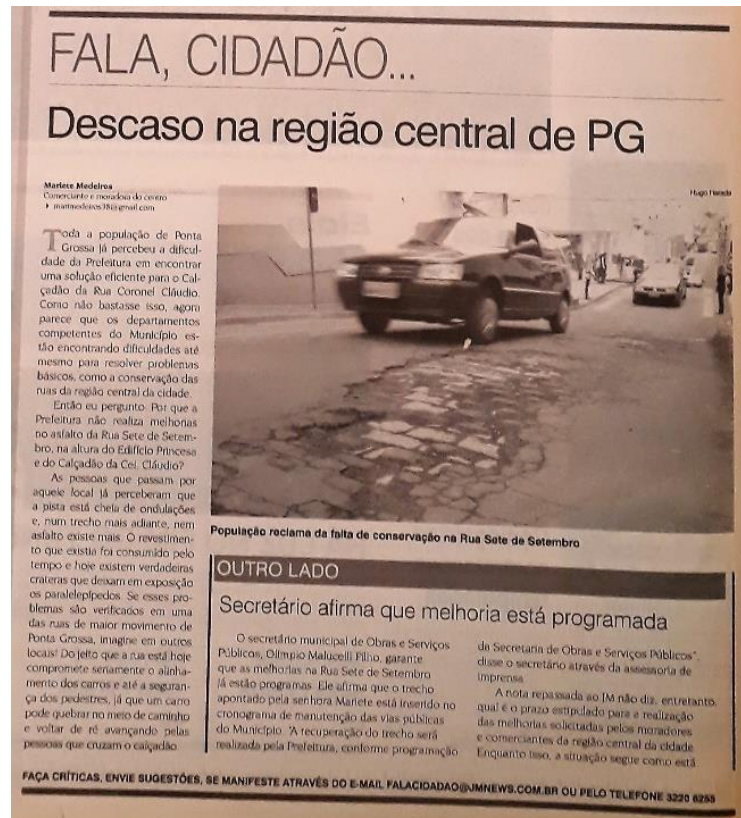 FALA, CIDADÃO...
Descaso na região central de PG
Mariete Medeiros
Comerciante e moradora do centro
Hugo Harada
Toda a população de Ponta
Grossa já percebeu a dificul-
dade da Prefeitura em encontrar
uma solução eficiente para o Cal-
çadão da Rua Coronel Cláudio.
Como não bastasse isso, agora
parece que os departamentos
competentes do Município es-
tão encontrando dificuldades até
mesmo para resolver problemas
básicos, como a conservação das
ruas da região central da cidade.
Então eu pergunto: Por que a
Prefeitura não realiza melhorias
no asfalto da Rua Sete de Setem-
bro, na altura do Edifício Princesa
e do Calçadão da Cel. Cláudio?
As pessoas que passam por
aquele local já perceberam que
a pista está cheia de ondulações
e, num trecho mais adiante, nem
asfalto existe mais. O revestimen-
to que existia foi consumido pelo
tempo e hoje existem verdadeiras
crateras que deixam em exposição
os paralelepípedos. Se esses pro-
blemas são verificados em uma
das ruas de maior movimento de
Ponta Grossa, imagine em outros
locais! Do jeito que a rua está hoje
compromete seriamente o alinha-
mento dos carros e até a seguran-
ça dos pedestres, já que um carro
pode quebrar no meio de caminho
e voltar de ré avançando pelas
pessoas que cruzam o calçadão.
População reclama da falta de conservação na Rua Sete de Setembro
OUTRO LADO
Secretário afirma que melhoria está programada
O secretário municipal de Obras e Serviços
Públicos, Olímpio Malucelli Filho, garante
que as melhorias na Rua Sete de Setembro
já estão programas. Ele afirma que o trecho
apontado pela senhora Mariete está inserido no
cronograma de manutenção das vias públicas
do Município. "A recuperação do trecho será
realizada pela Prefeitura, conforme programação
da Secretaria de Obras e Serviços Públicos",
disse o secretário através da assessoria de
imprensa
A nota repassada ao JM não diz, entretanto,
qual é o prazo estipulado para a realização
das melhorias solicitadas pelos moradores
e comerciantes da região central da cidade
Enquanto isso, a situação segue como está
FAÇA CRÍTICAS, ENVIE SUGESTÕES, SE MANIFESTE ATRAVÉS DO E-MAIL FALACIDADAO@JMNEWS.COM.BR OU PELO TELEFONE 3220 6255